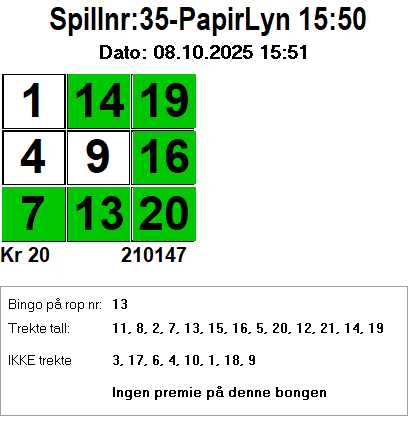 Spillnr:35-PapirLyn 15:50
Dato: 08.10.2025 15:51
1 14 19
4 9 16
7 13 20
Kr 20 210147
Bingo på rop nr: 13
Trekte tall: 11, 8, 2, 7, 13, 15, 16, 5, 20, 12, 21, 14, 19
IKKE trekte 3, 17, 6, 4, 10, 1, 18, 9
Ingen premie på denne bongen